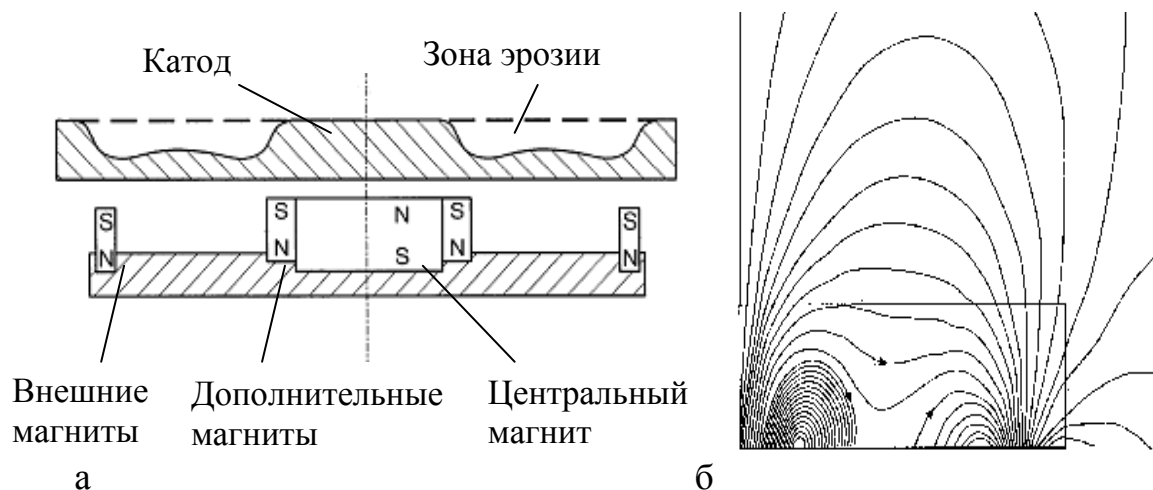 Катод
Зона эрозии
S
N
S
N
N
S
S
N
S
N
Внешние
магниты
Дополнительные
магниты
Центральный
магнит
а
б